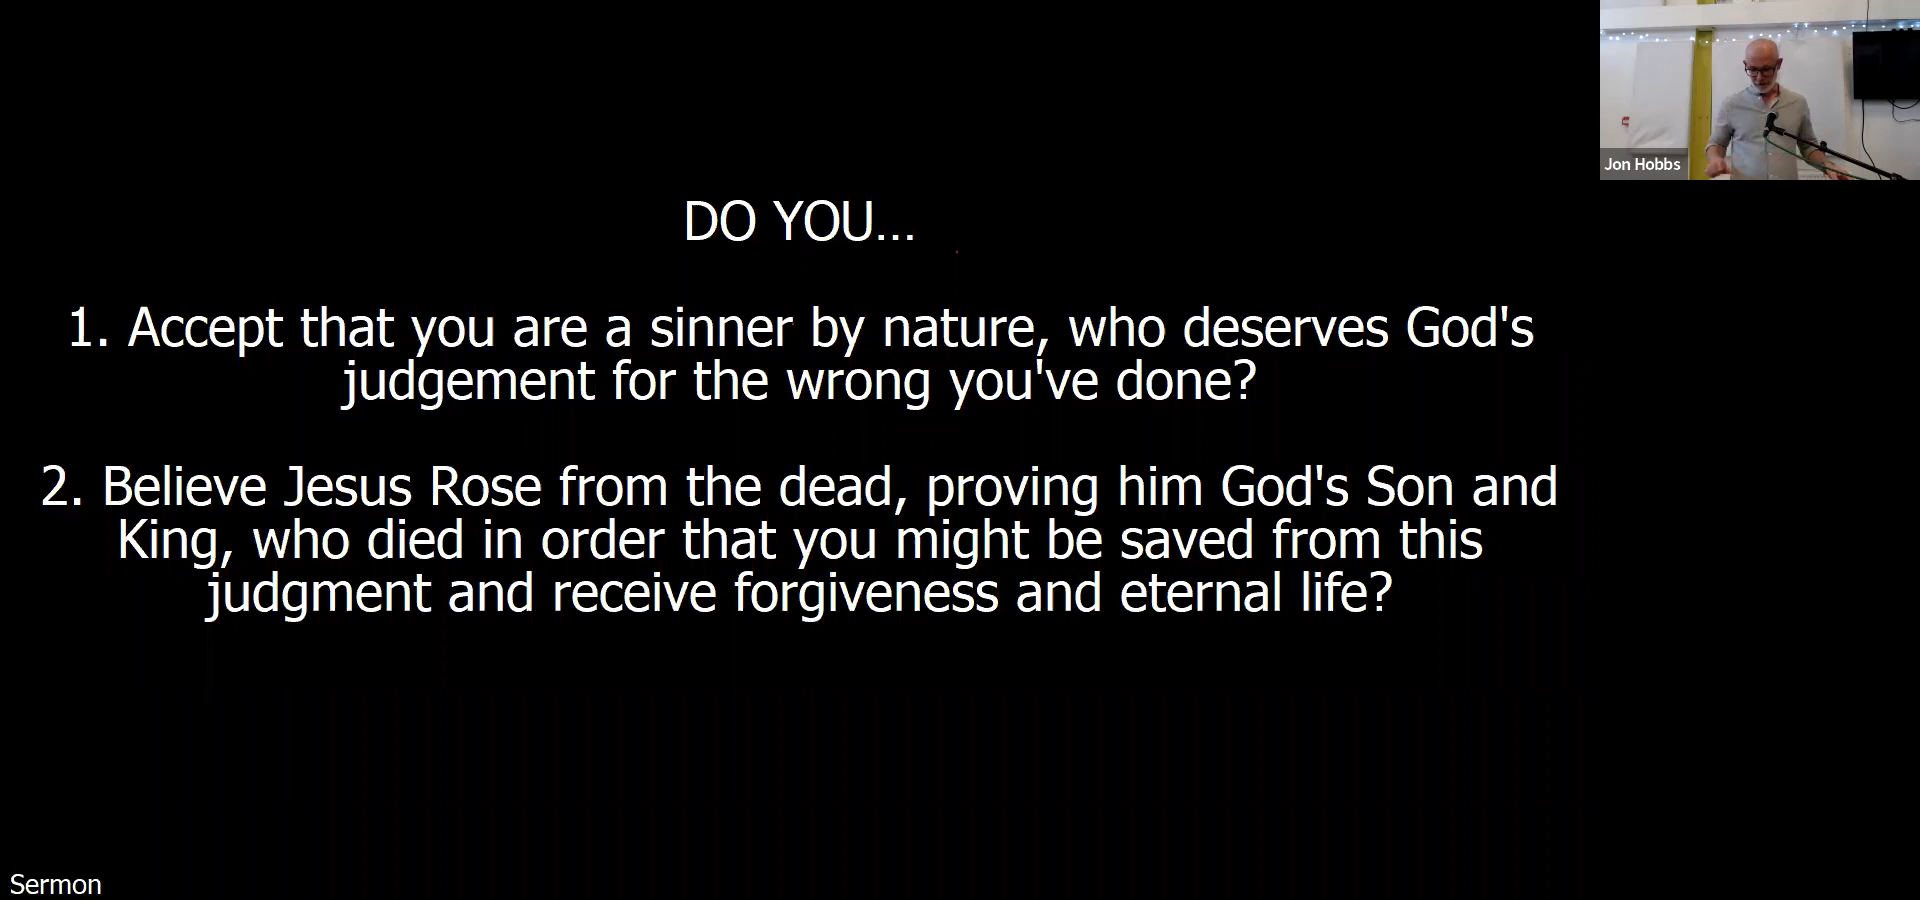 DO YOU...
1. Accept that you are a sinner by nature, who deserves God's
judgement for the wrong you've done?
2. Believe Jesus Rose from the dead, proving him God's Son and
King, who died in order that you might be saved from this
judgment and receive forgiveness and eternal life?
Jon Hobbs
Sermon